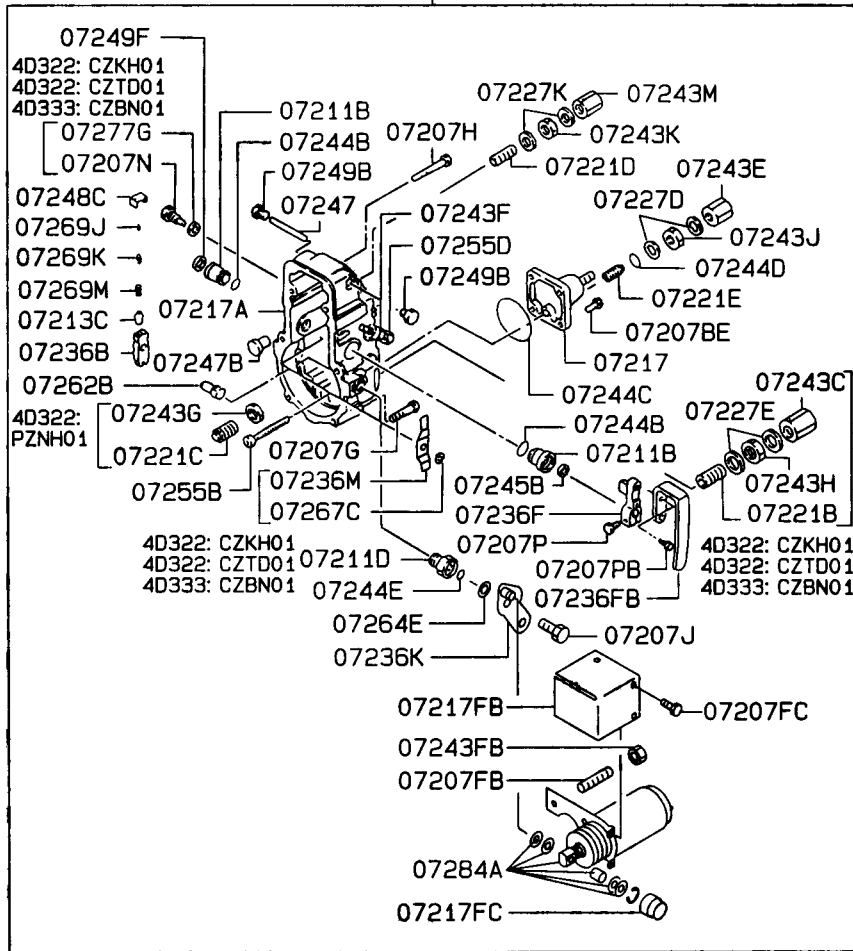 07249F
4D322: CZKH01
4D322: CZTD01
4D333: CZBN01
07277G
07207N
07248C
07269J
07269K
07269M
07213C
07236B
07262B
4D322:
PZNH01
07243G
07221C
07255B
07211B
07244B
07249B
07247
07217A
07247B
07207H
07243F
07255D
07249B
07227K
07243M
07243K
07221D
07243E
07227D
07243J
07244D
07221E
07207BE
07217
07244C
07243C
07227E
07244B
07211B
07245B
07236F
07207P
07243H
07221B
07207PB
07236FB
4D322: CZKH01
4D322: CZTD01
4D333: CZBN01
07207G
07236M
07267C
4D322: CZKH01
4D322: CZTD01
4D333: CZBN01
07211D
07244E
07264E
07236K
07207J
07217FB
07207FC
07243FB
07207FB
07284A
07217FC